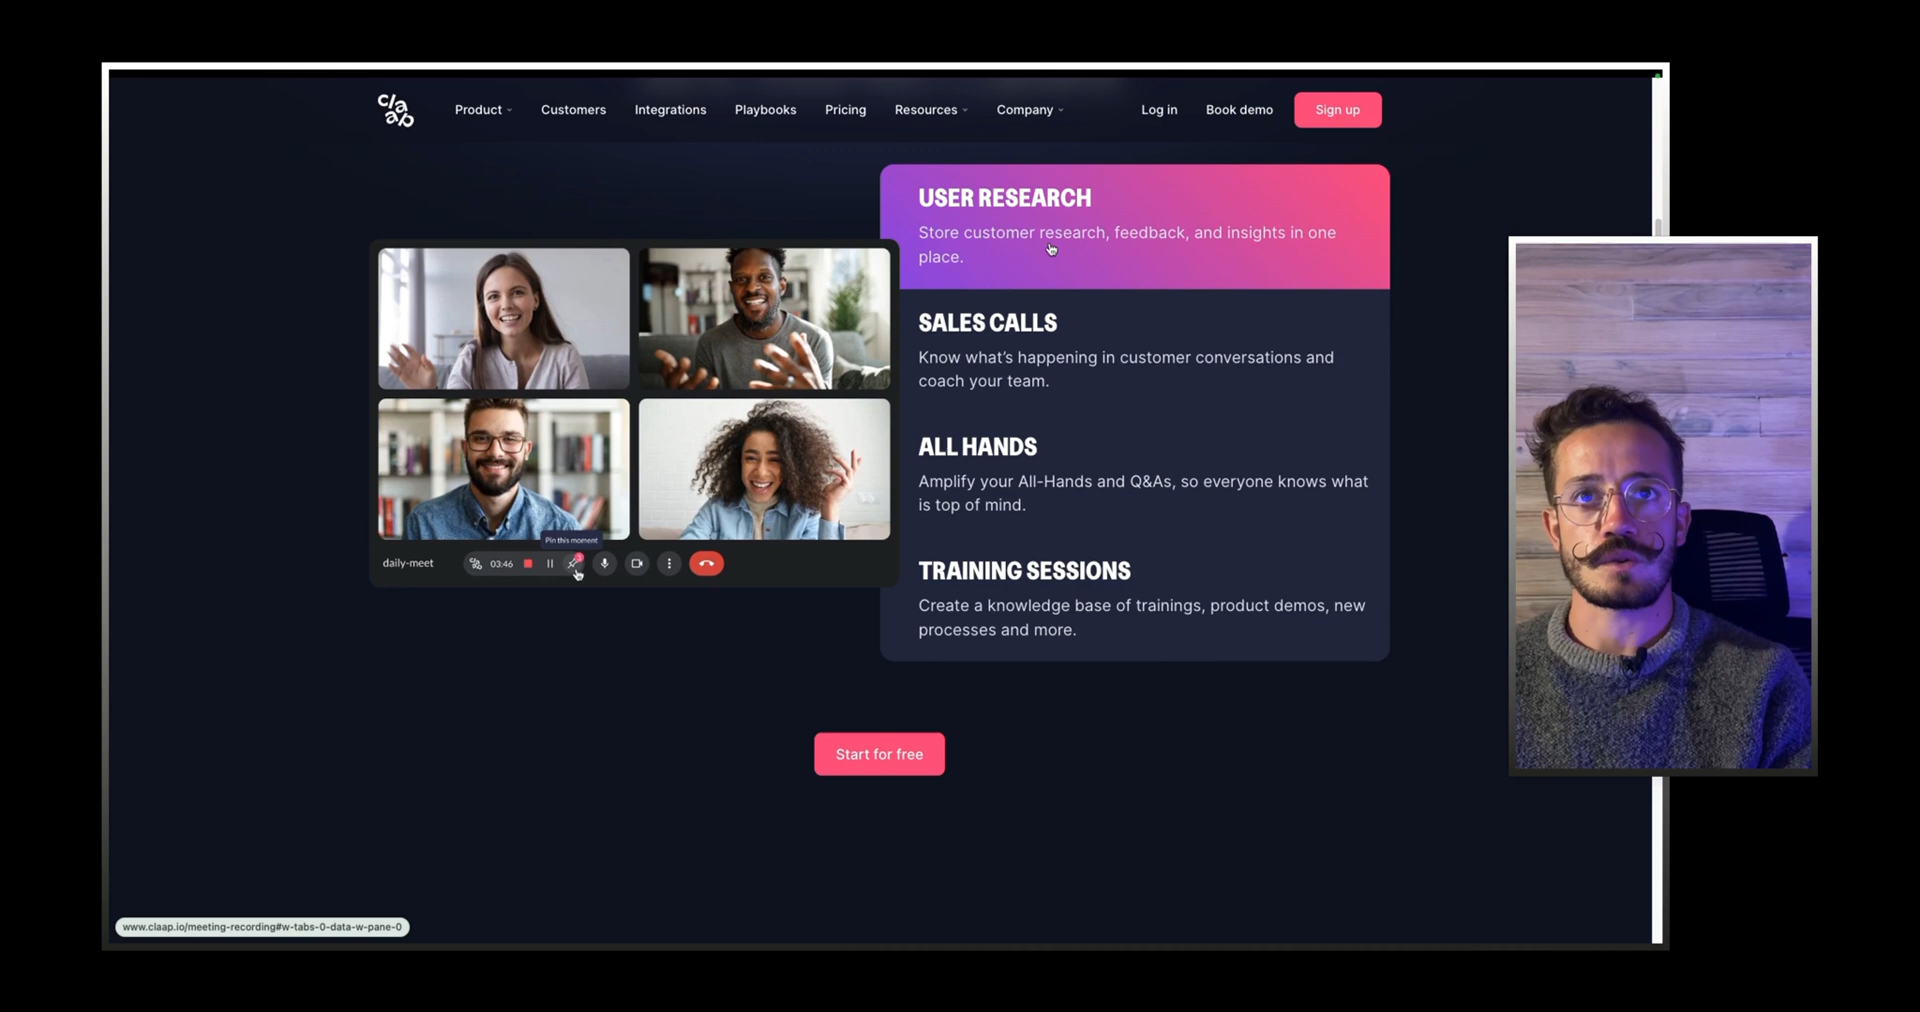 claap
Product
Customers
Integrations
Playbooks
Pricing
Resources
Company
Log in
Book demo
Sign up
USER RESEARCH
Store customer research, feedback, and insights in one
place.
SALES CALLS
Know what's happening in customer conversations and
coach your team.
ALL HANDS
Amplify your All-Hands and Q&As, so everyone knows what
is top of mind.
TRAINING SESSIONS
Create a knowledge base of trainings, product demos, new
processes and more.
Pin this moment
daily-meet
03:46
Start for free
www.claap.io/meeting-recording#w-tabs-0-data-w-pane-0